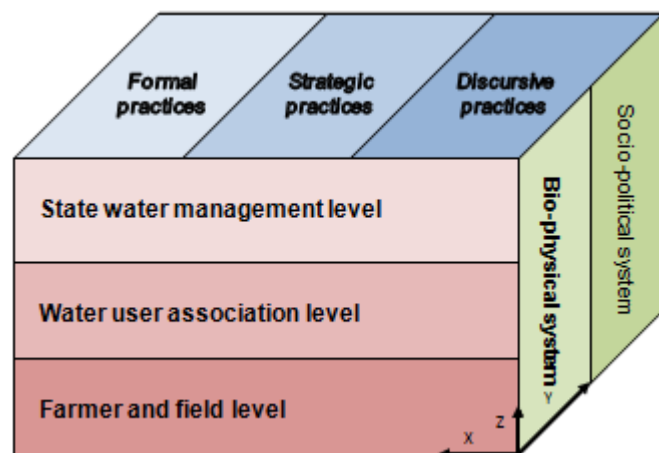 Formal
practices
Strategic
practices
Discursive
practices
State water management level
Water user association level
Farmer and field level
Bio-physical system
Socio-political system
X
Z
Y